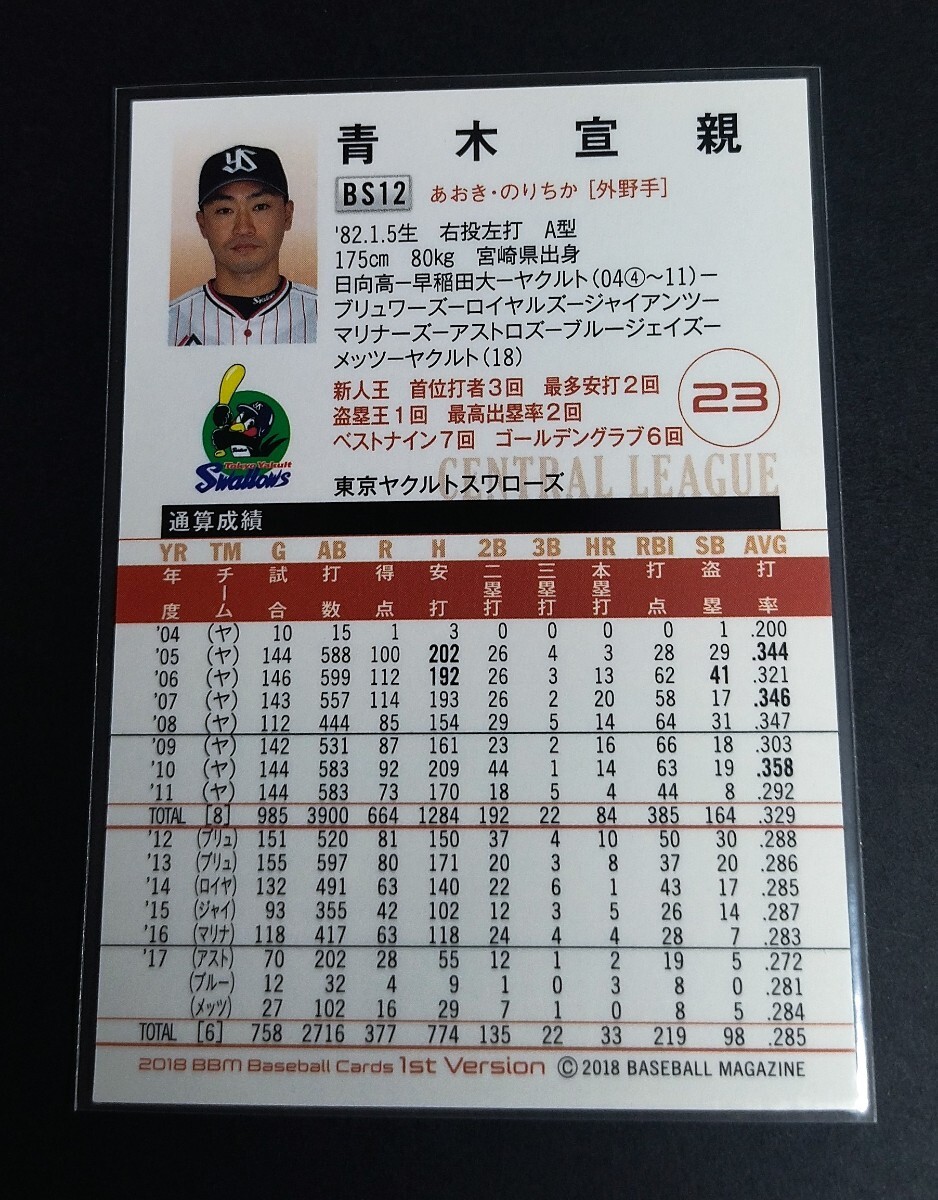 青木宣親
BS12 あおき・のりちか [外野手]
'82.1.5生 右投左打 A型
175cm 80kg 宮崎県出身
日向高ー早稲田大ーヤクルト(04④〜11)ー
ブリュワーズーロイヤルズージャイアンツー
マリナーズーアストロズーブルージェイズー
メッツーヤクルト(18)
新人王 首位打者3回 最多安打2回
盗塁王1回 最高出塁率2回
ベストナイン7回 ゴールデングラブ6回
23
Tokyo Yakult
Swallows
CENTRAL LEAGUE
東京ヤクルトスワローズ
通算成績
YR TM G AB R H 2B 3B HR RBI SB AVG
年度 チーム 試合 打数 得点 安打 二塁打 三塁打 本塁打 打点 盗塁 打率
'04 (ヤ) 10 15 1 3 0 0 0 0 1 .200
'05 (ヤ) 144 588 100 202 26 4 3 28 29 .344
'06 (ヤ) 146 599 112 192 26 3 13 62 41 .321
'07 (ヤ) 143 557 114 193 26 2 20 58 17 .346
'08 (ヤ) 112 444 85 154 29 5 14 64 31 .347
'09 (ヤ) 142 531 87 161 23 2 16 66 18 .303
'10 (ヤ) 144 583 92 209 44 1 14 63 19 .358
'11 (ヤ) 144 583 73 170 18 5 4 44 8 .292
TOTAL [8] 985 3900 664 1284 192 22 84 385 164 .329
'12 (ブリュ) 151 520 81 150 37 4 10 50 30 .288
'13 (ブリュ) 155 597 80 171 20 3 8 37 20 .286
'14 (ロイヤ) 132 491 63 140 22 6 1 43 17 .285
'15 (ジャイ) 93 355 42 102 12 3 5 26 14 .287
'16 (マリナ) 118 417 63 118 24 4 4 28 7 .283
'17 (アスト) 70 202 28 55 12 1 2 19 5 .272
(ブルー) 12 32 4 9 1 0 3 8 0 .281
(メッツ) 27 102 16 29 7 1 0 8 5 .284
TOTAL [6] 758 2716 377 774 135 22 33 219 98 .285
2018 BBM Baseball Cards 1st Version © 2018 BASEBALL MAGAZINE